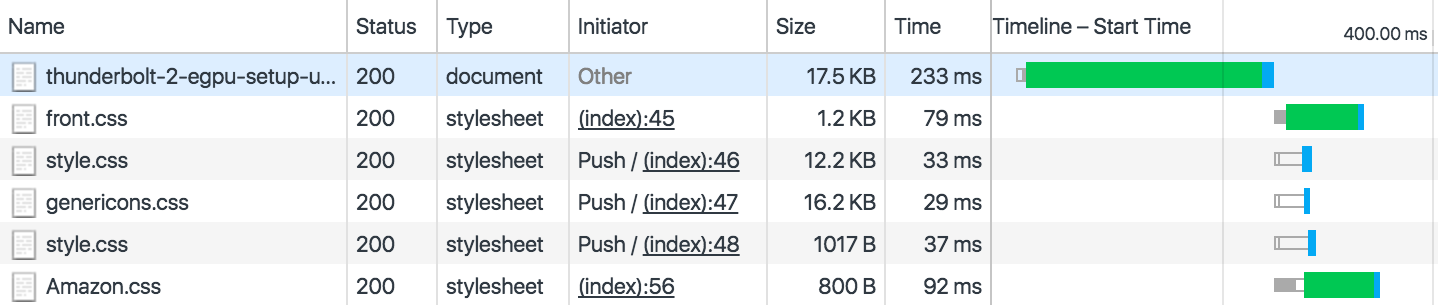 Name Status Type Initiator Size Time Timeline – Start Time 400.00 ms
thunderbolt-2-egpu-setup-u... 200 document Other 17.5 KB 233 ms
front.css 200 stylesheet (index):45 1.2 KB 79 ms
style.css 200 stylesheet Push / (index):46 12.2 KB 33 ms
genericons.css 200 stylesheet Push / (index):47 16.2 KB 29 ms
style.css 200 stylesheet Push / (index):48 1017 B 37 ms
Amazon.css 200 stylesheet (index):56 800 B 92 ms